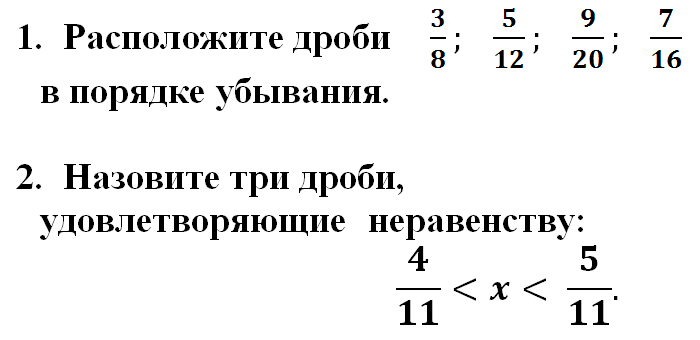 1. Расположите дроби 3/8; 5/12; 9/20; 7/16
в порядке убывания.
2. Назовите три дроби,
удовлетворяющие неравенству:
4/11 < x < 5/11.